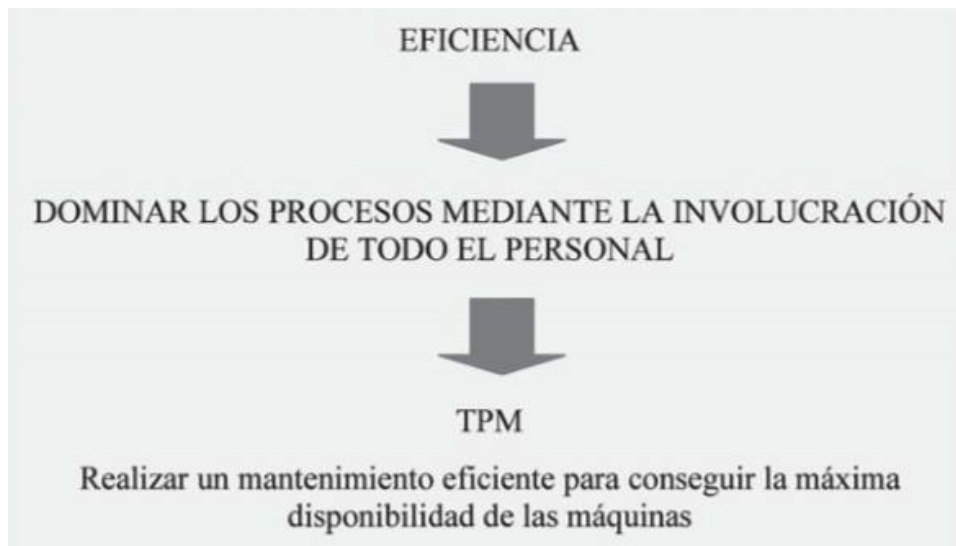 EFICIENCIA
DOMINAR LOS PROCESOS MEDIANTE LA INVOLUCRACIÓN
DE TODO EL PERSONAL
TPM
Realizar un mantenimiento eficiente para conseguir la máxima
disponibilidad de las máquinas